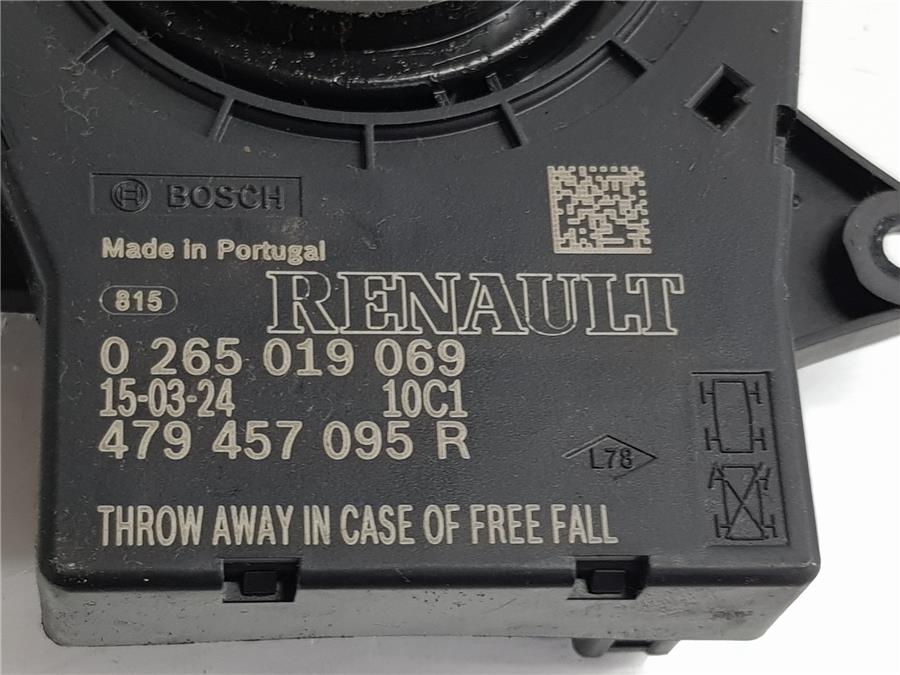 BOSCH
Made in Portugal
815
RENAULT
0 265 019 069
15-03-24 10C1
479 457 095 R
L78
THROW AWAY IN CASE OF FREE FALL